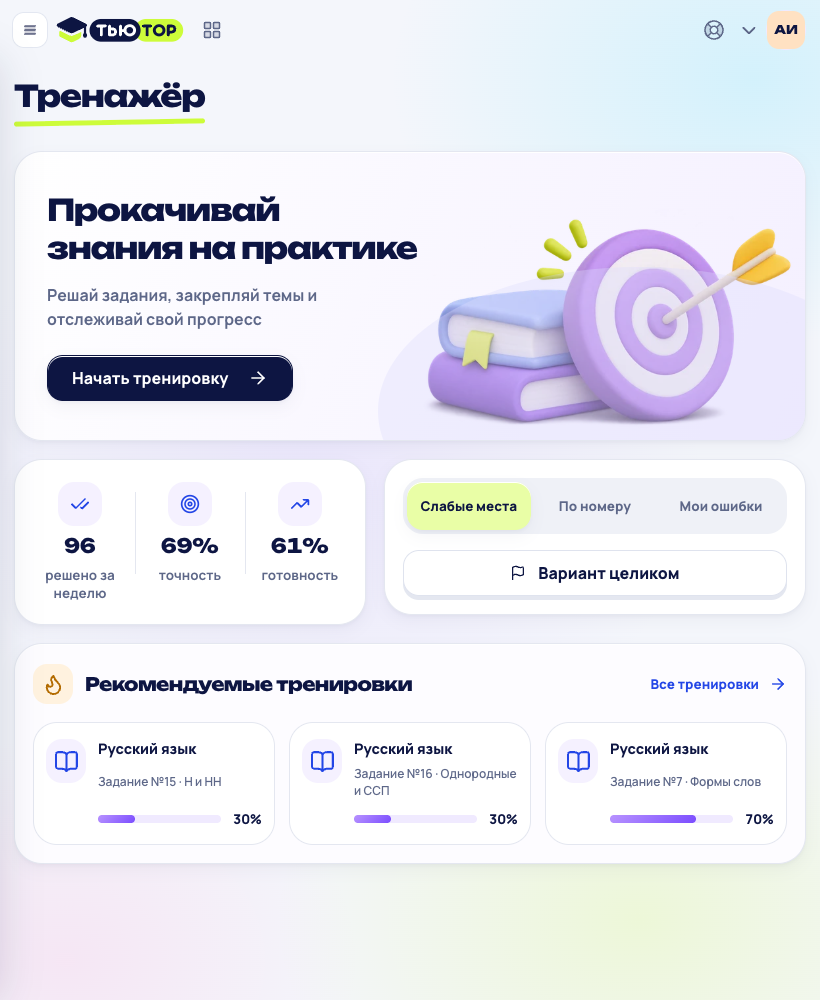 ТЬЮТОР
АИ
Тренажёр
Прокачивай
знания на практике
Решай задания, закрепляй темы и
отслеживай свой прогресс
Начать тренировку
96
решено за
неделю
69%
точность
61%
готовность
Слабые места
По номеру
Мои ошибки
Вариант целиком
Рекомендуемые тренировки
Все тренировки
Русский язык
Задание №15 · Н и НН
30%
Русский язык
Задание №16 · Однородные
и ССП
30%
Русский язык
Задание №7 · Формы слов
70%